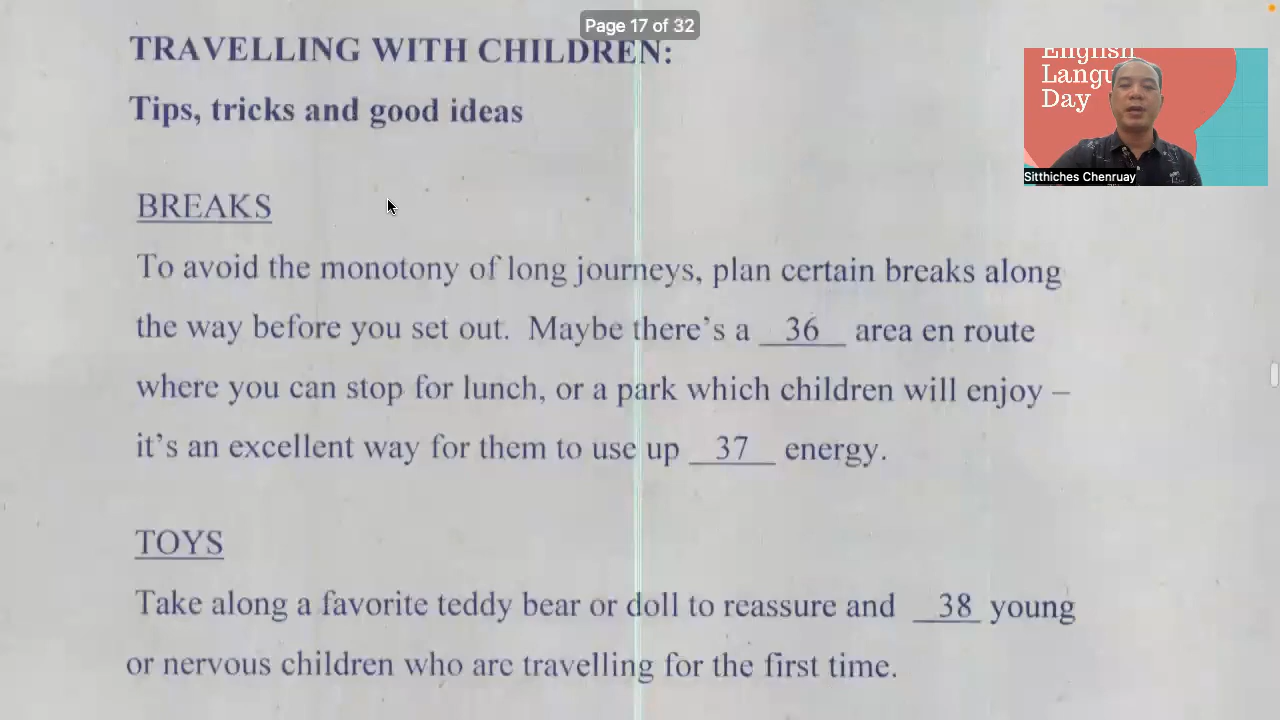 Page 17 of 32
TRAVELLING WITH CHILDREN:
Tips, tricks and good ideas
English
Langu
Day
Sitthiches Chenruay
BREAKS
To avoid the monotony of long journeys, plan certain breaks along
the way before you set out. Maybe there's a 36 area en route
where you can stop for lunch, or a park which children will enjoy –
it's an excellent way for them to use up 37 energy.
TOYS
Take along a favorite teddy bear or doll to reassure and 38 young
or nervous children who are travelling for the first time.